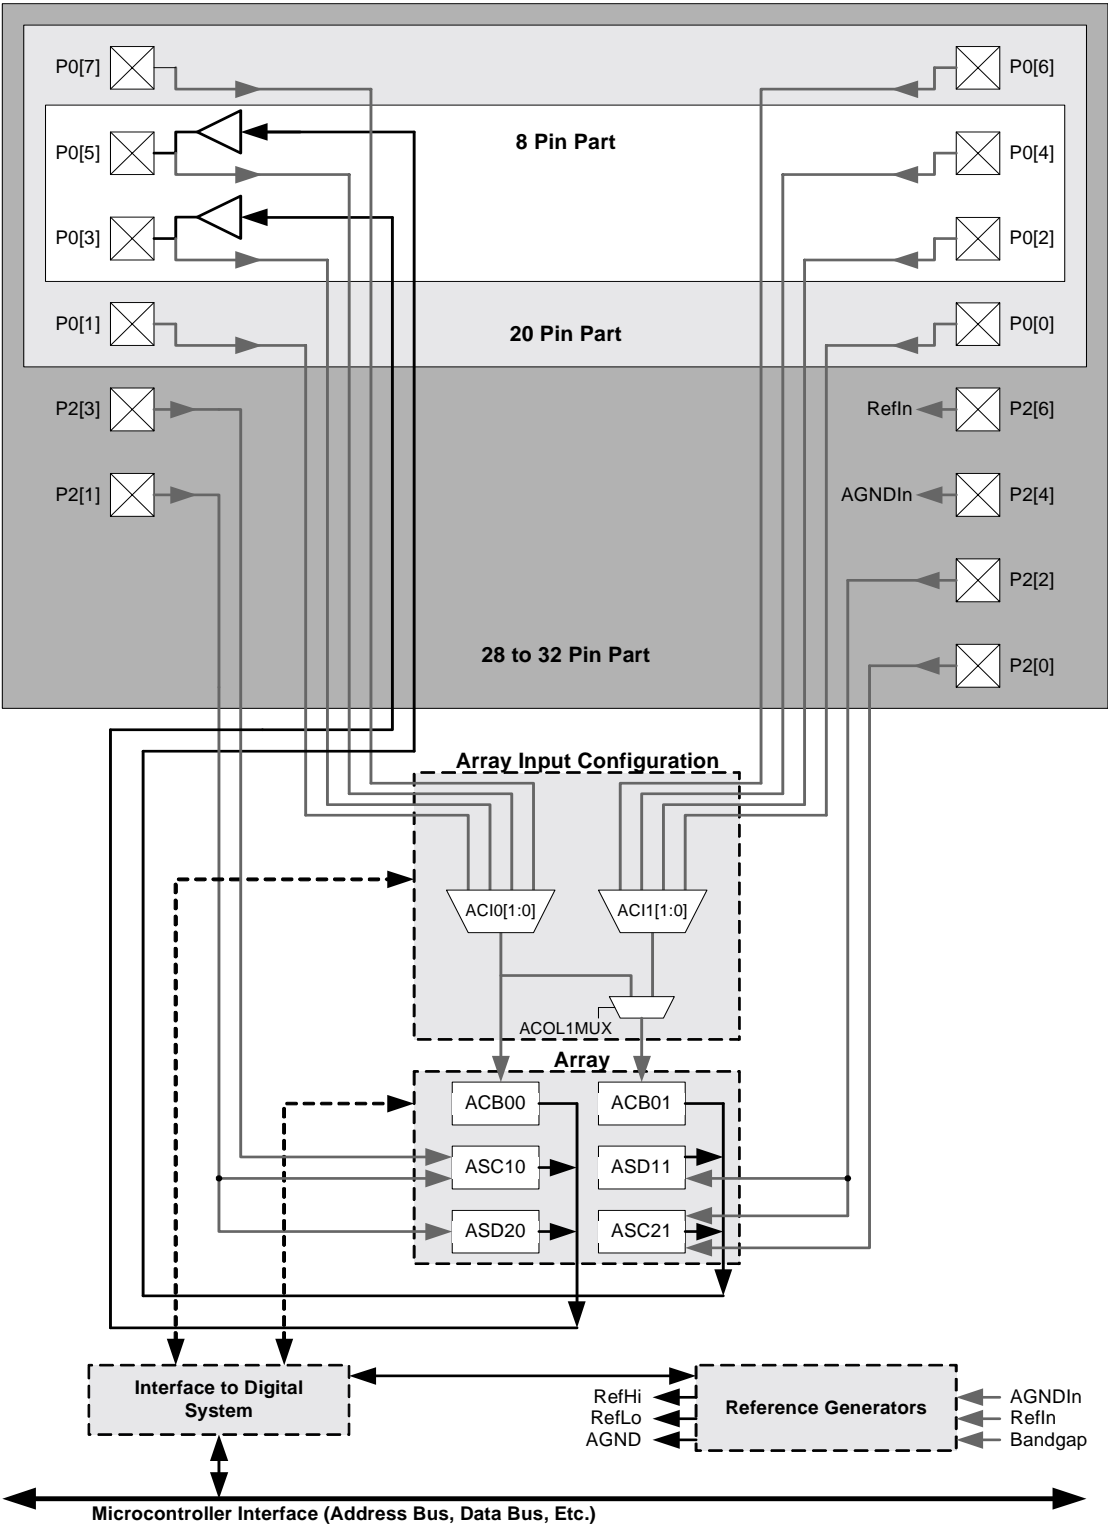 P0[7]
P0[6]
8 Pin Part
P0[5]
P0[4]
P0[3]
P0[2]
P0[1]
20 Pin Part
P0[0]
P2[3]
RefIn
P2[6]
P2[1]
AGNDIn
P2[4]
P2[2]
28 to 32 Pin Part
P2[0]
Array Input Configuration
ACI0[1:0]
ACI1[1:0]
ACOL1MUX
Array
ACB00
ACB01
ASC10
ASD11
ASD20
ASC21
Interface to Digital
System
RefHi
RefLo
AGND
Reference Generators
AGNDIn
RefIn
Bandgap
Microcontroller Interface (Address Bus, Data Bus, Etc.)